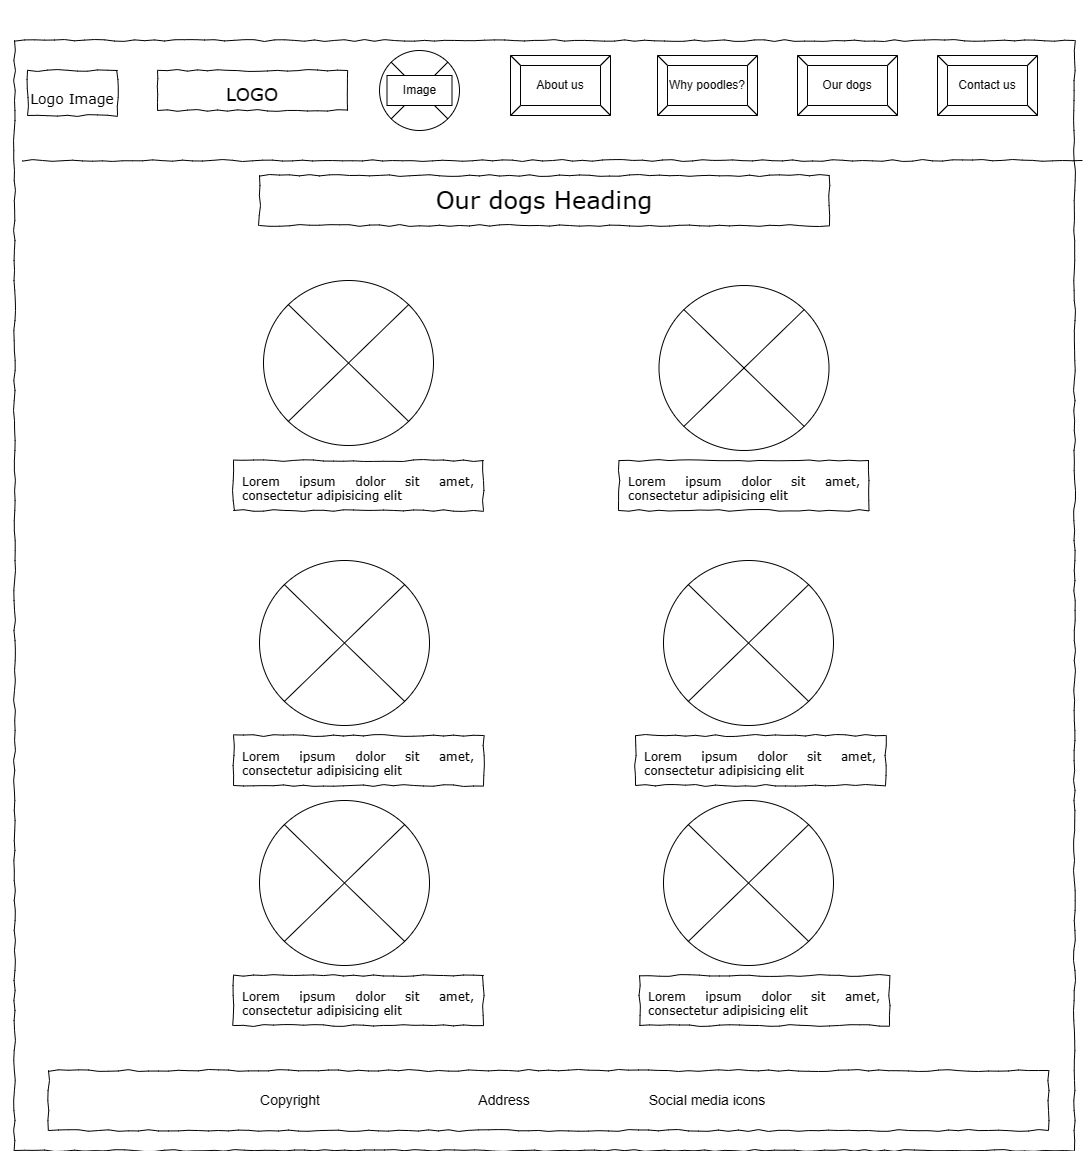 Logo Image
LOGO
Image
About us
Why poodles?
Our dogs
Contact us
Our dogs Heading
Lorem ipsum dolor sit amet,
consectetur adipisicing elit
Lorem ipsum dolor sit amet,
consectetur adipisicing elit
Lorem ipsum dolor sit amet,
consectetur adipisicing elit
Lorem ipsum dolor sit amet,
consectetur adipisicing elit
Lorem ipsum dolor sit amet,
consectetur adipisicing elit
Lorem ipsum dolor sit amet,
consectetur adipisicing elit
Copyright
Address
Social media icons